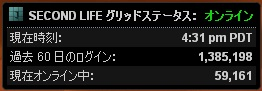 SECOND LIFE グリッドステータス: オンライン
現在時刻: 4:31 pm PDT
過去 60 日のログイン: 1,385,198
現在オンライン中: 59,161